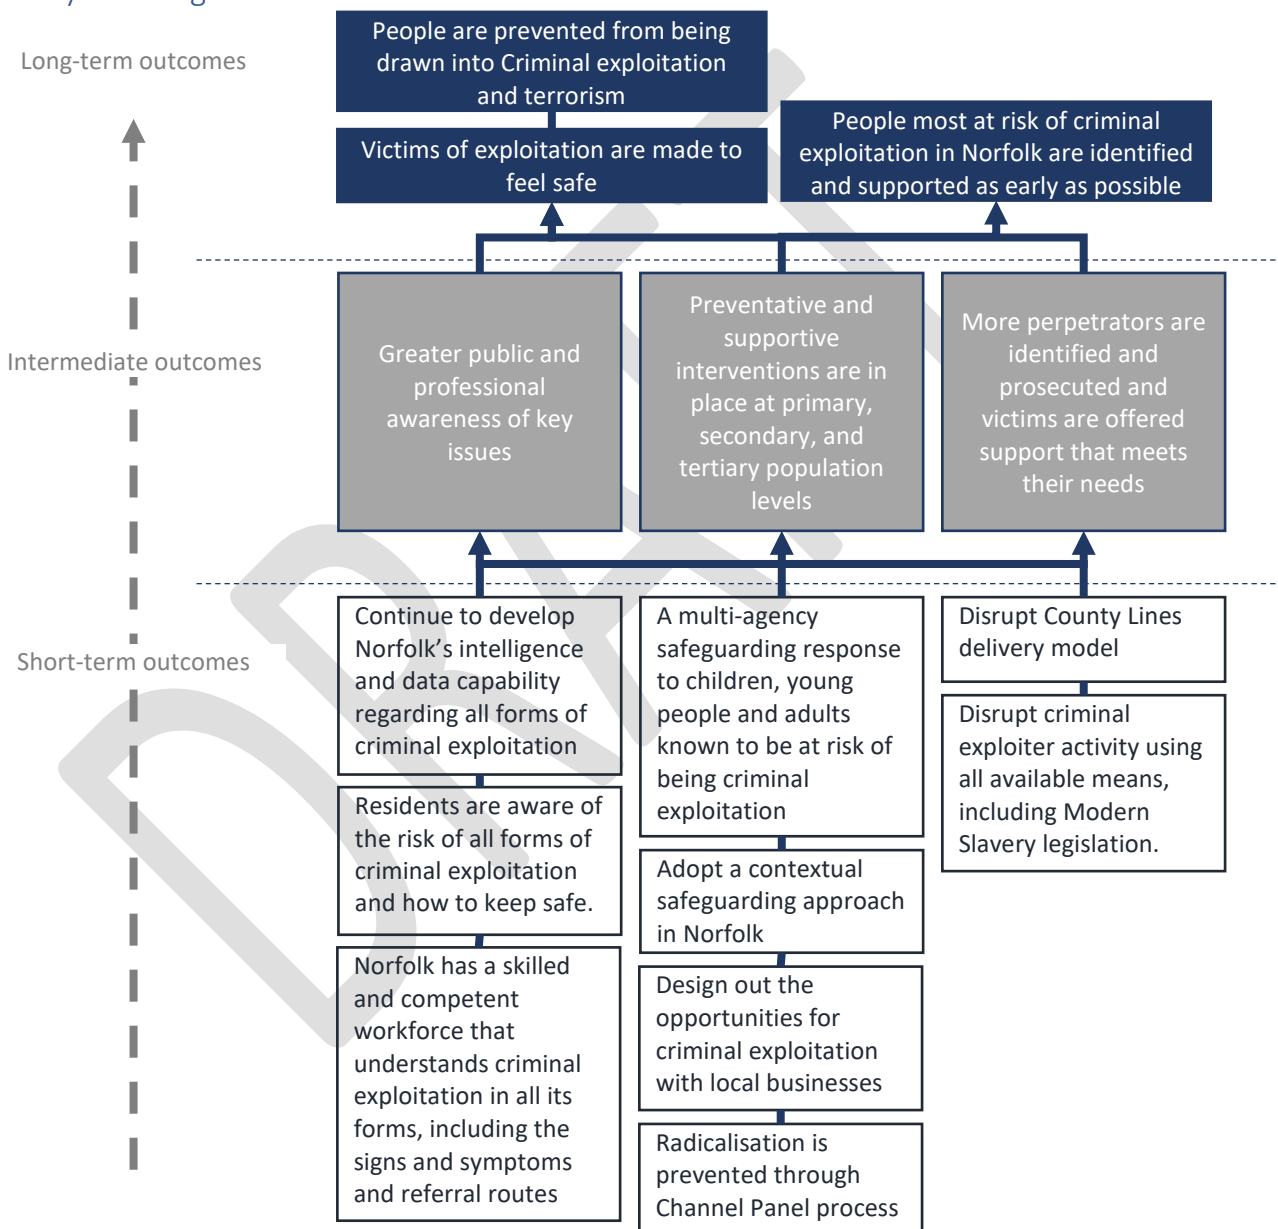 Long-term outcomes
People are prevented from being
drawn into Criminal exploitation
and terrorism
Victims of exploitation are made to
feel safe
People most at risk of criminal
exploitation in Norfolk are identified
and supported as early as possible
Intermediate outcomes
Greater public and
professional
awareness of key
issues
Preventative and
supportive
interventions are in
place at primary,
secondary, and
tertiary population
levels
More perpetrators are
identified and
prosecuted and
victims are offered
support that meets
their needs
Short-term outcomes
Continue to develop
Norfolk’s intelligence
and data capability
regarding all forms of
criminal exploitation
Residents are aware of
the risk of all forms of
criminal exploitation
and how to keep safe.
Norfolk has a skilled
and competent
workforce that
understands criminal
exploitation in all its
forms, including the
signs and symptoms
and referral routes
A multi-agency
safeguarding response
to children, young
people and adults
known to be at risk of
being criminal
exploitation
Adopt a contextual
safeguarding approach
in Norfolk
Design out the
opportunities for
criminal exploitation
with local businesses
Radicalisation is
prevented through
Channel Panel process
Disrupt County Lines
delivery model
Disrupt criminal
exploiter activity using
all available means,
including Modern
Slavery legislation.
DRAFT